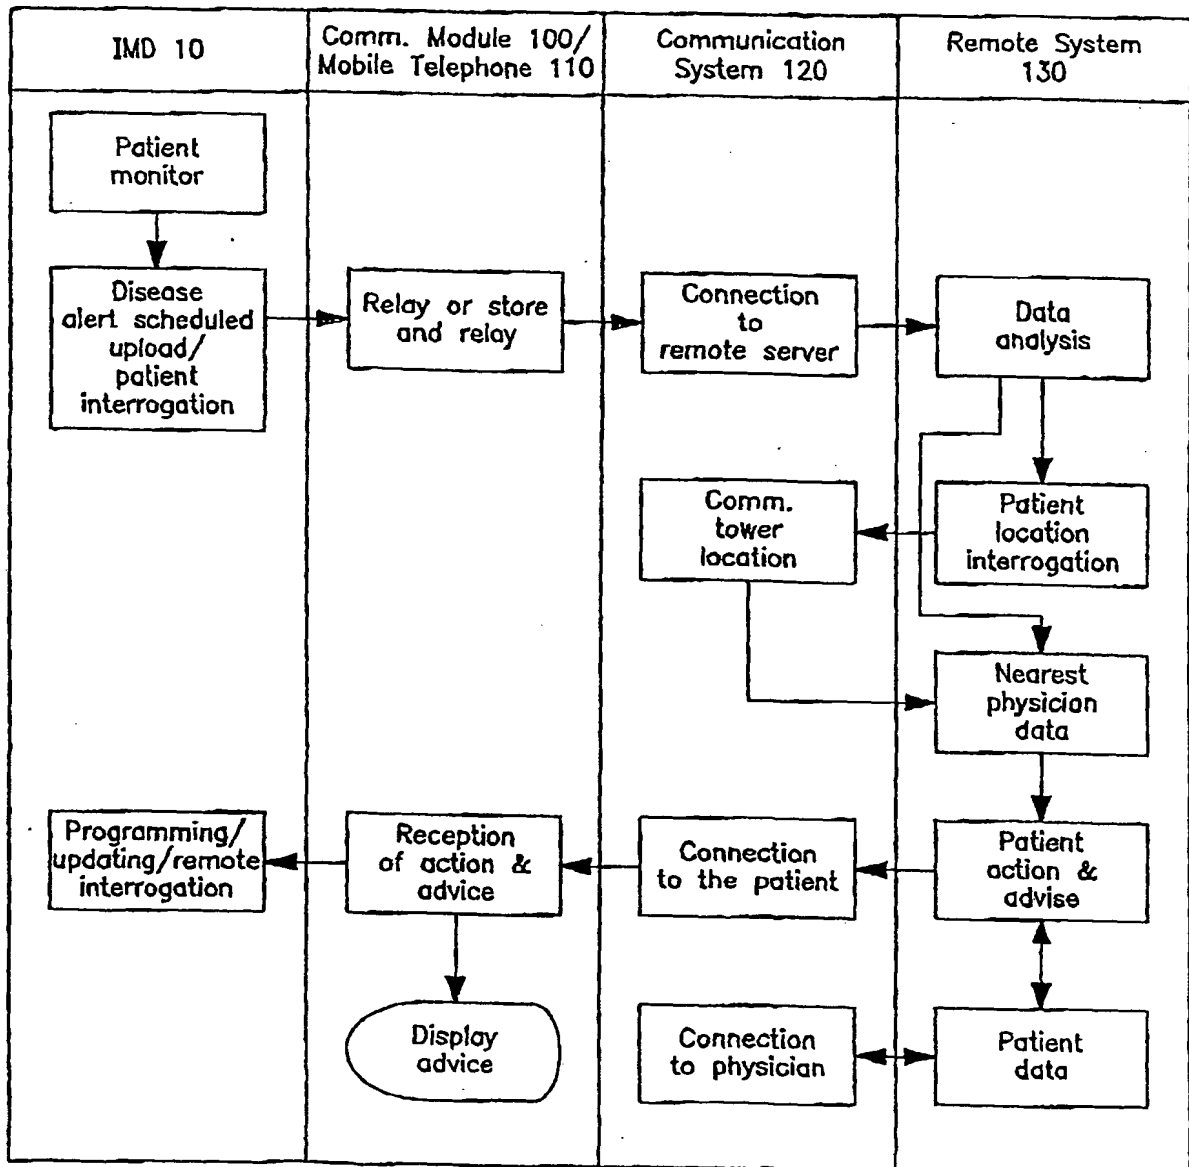 IMD 10
Comm. Module 100/
Mobile Telephone 110
Communication
System 120
Remote System
130
Patient
monitor
Disease
alert scheduled
upload/
patient
interrogation
Relay or store
and relay
Connection
to
remote server
Data
analysis
Comm.
tower
location
Patient
location
interrogation
Nearest
physician
data
Programming/
updating/remote
interrogation
Reception
of action &
advice
Connection
to the patient
Patient
action &
advise
Display
advice
Connection
to physician
Patient
data